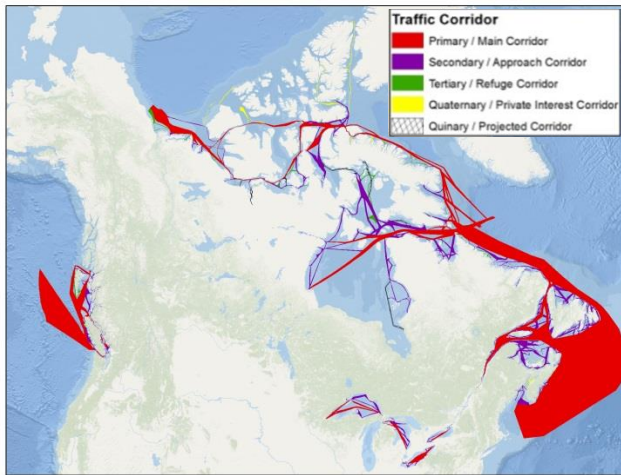 Traffic Corridor
Primary / Main Corridor
Secondary / Approach Corridor
Tertiary / Refuge Corridor
Quaternary / Private Interest Corridor
Quinary / Projected Corridor